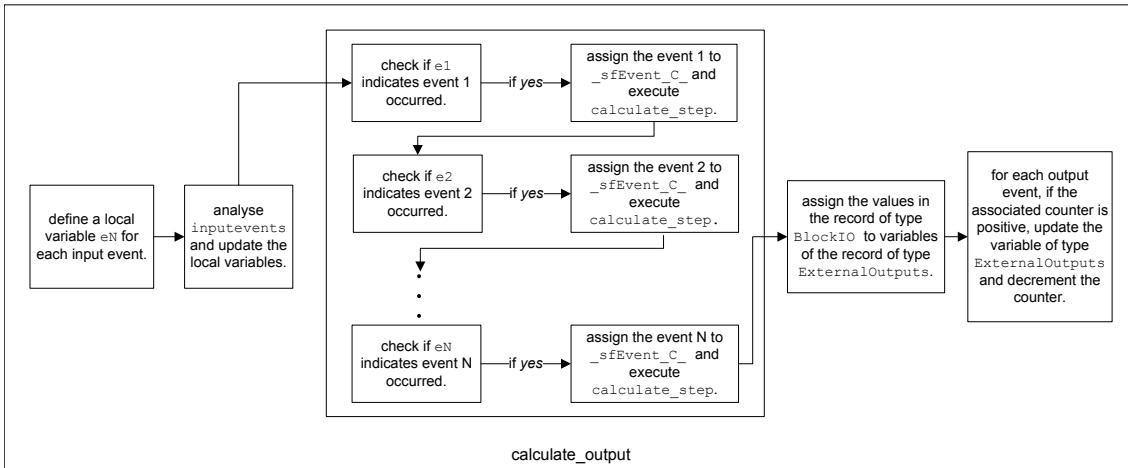 define a local
variable eN for
each input event.
analyse
inputevents
and update the
local variables.
check if e1
indicates event 1
occurred.
if yes
assign the event 1 to
_sfEvent_C_ and
execute
calculate_step.
check if e2
indicates event 2
occurred.
if yes
assign the event 2 to
_sfEvent_C_ and
execute
calculate_step.
check if eN
indicates event N
occurred.
if yes
assign the event N to
_sfEvent_C_ and
execute
calculate_step.
assign the values in
the record of type
BlockIO to variables
of the record of type
ExternalOutputs.
for each output
event, if the
associated counter is
positive, update the
variable of type
ExternalOutputs
and decrement the
counter.
calculate_output